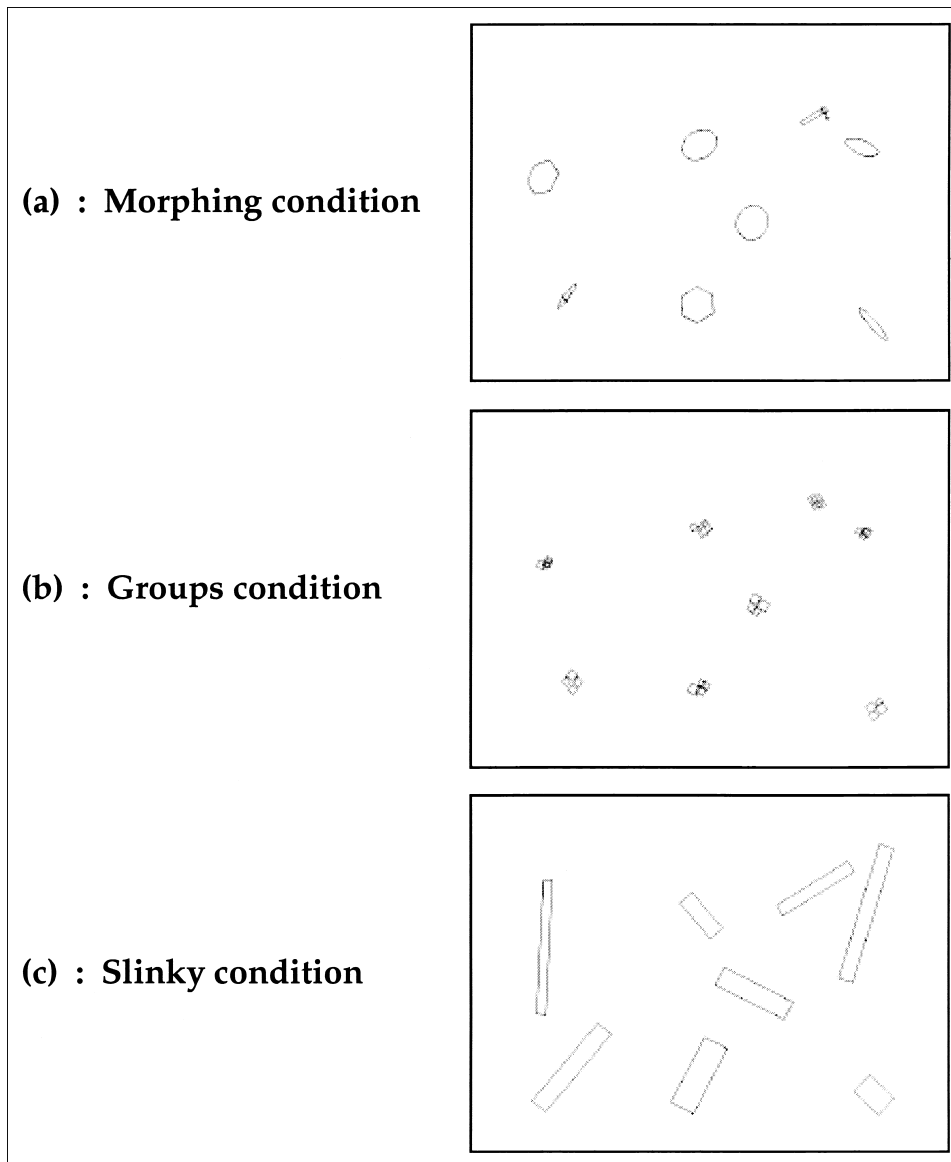 (a) : Morphing condition
(b) : Groups condition
(c) : Slinky condition